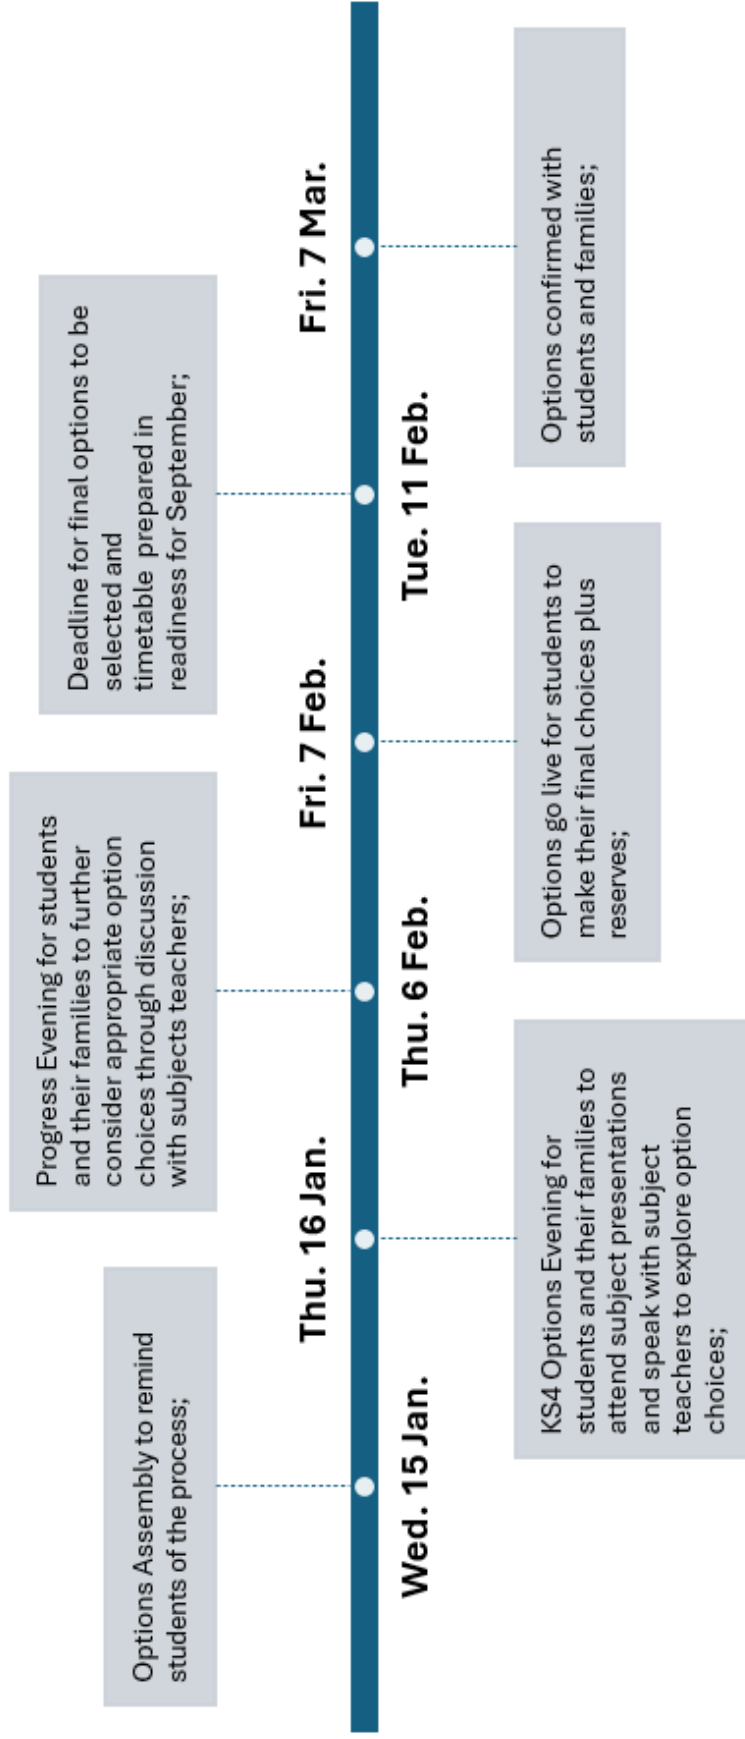 Wed. 15 Jan.
Options Assembly to remind
students of the process;
Thu. 16 Jan.
KS4 Options Evening for
students and their families to
attend subject presentations
and speak with subject
teachers to explore option
choices;
Thu. 6 Feb.
Progress Evening for students
and their families to further
consider appropriate option
choices through discussion
with subjects teachers;
Fri. 7 Feb.
Options go live for students to
make their final choices plus
reserves;
Tue. 11 Feb.
Deadline for final options to be
selected and
timetable prepared in
readiness for September;
Fri. 7 Mar.
Options confirmed with
students and families;